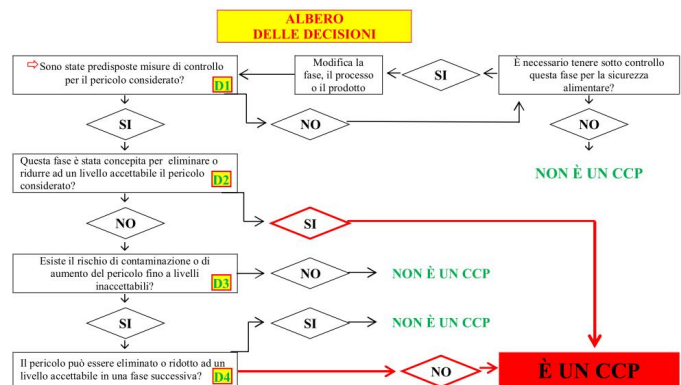 ALBERO
DELLE DECISIONI
⇨Sono state predisposte misure di controllo
per il pericolo considerato?
D1
Modifica la
fase, il processo
o il prodotto
SI
È necessario tenere sotto controllo
questa fase per la sicurezza
alimentare?
SI
NO
NO
NON È UN CCP
Questa fase è stata concepita per eliminare o
ridurre ad un livello accettabile il pericolo
considerato?
D2
NO
SI
Esiste il rischio di contaminazione o di
aumento del pericolo fino a livelli
inaccettabili?
D3
NO
NON È UN CCP
SI
SI
NON È UN CCP
Il pericolo può essere eliminato o ridotto ad un
livello accettabile in una fase successiva?
D4
NO
È UN CCP